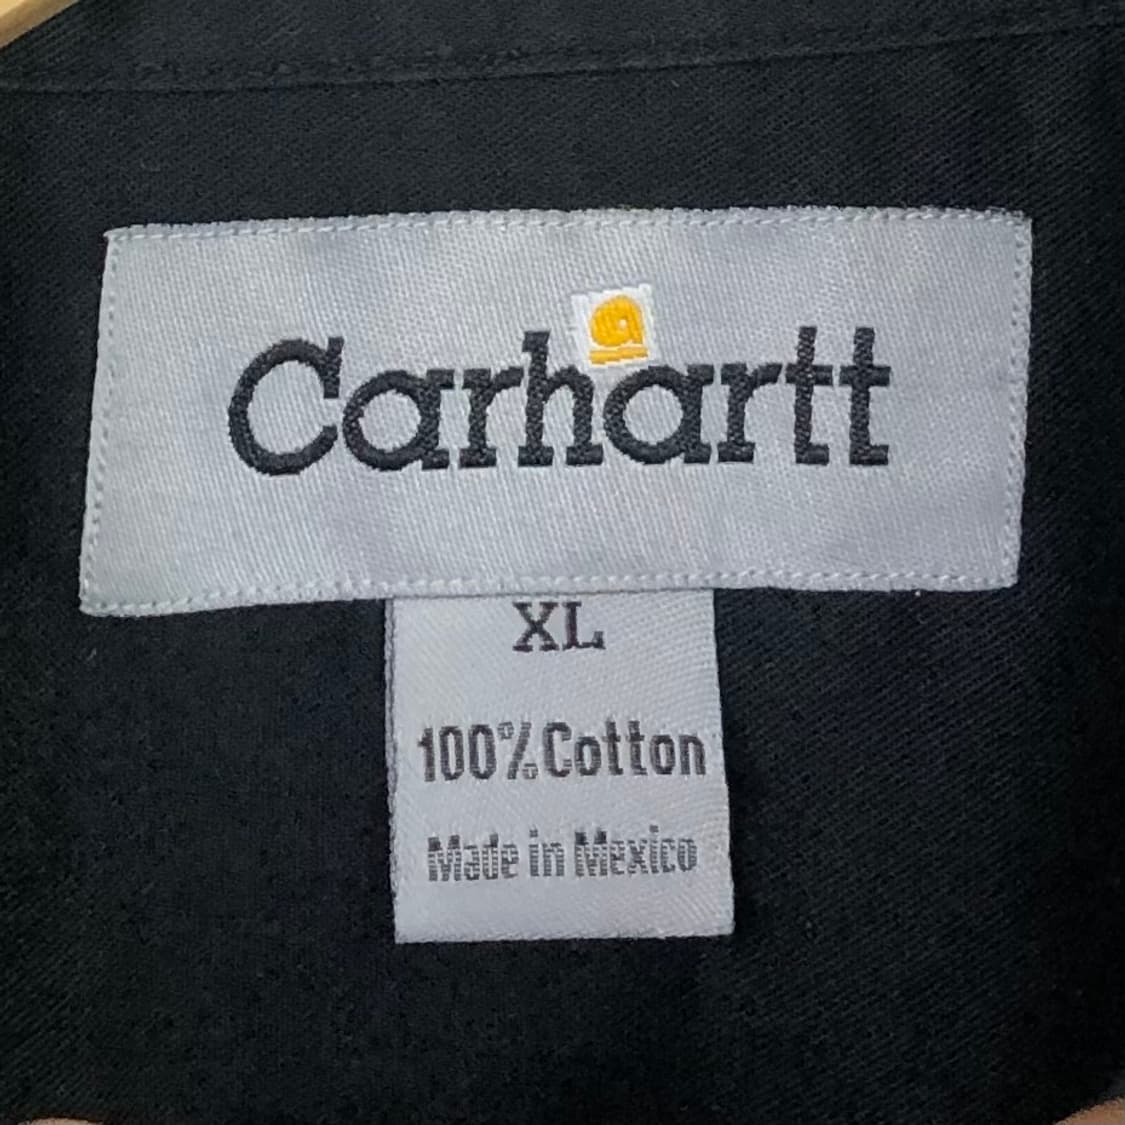 Carhartt
XL
100% Cotton
Made in Mexico